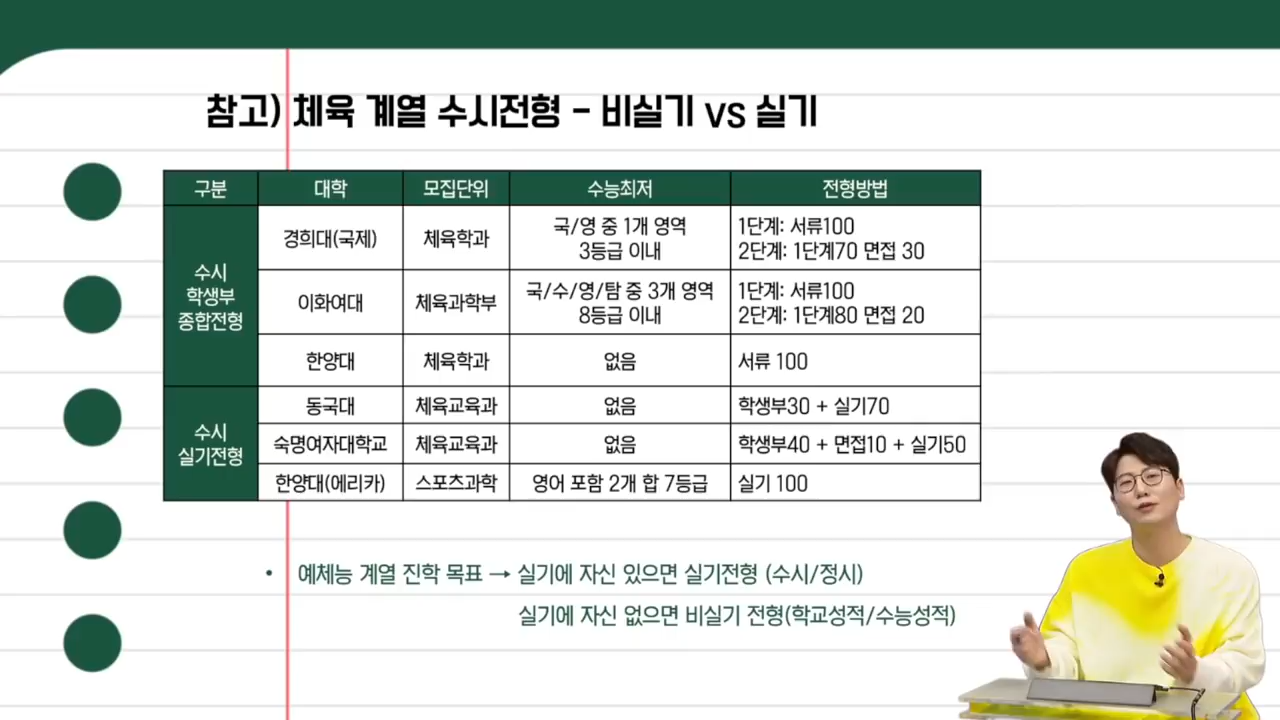 참고) 체육 계열 수시전형 - 비실기 vs 실기
구분 대학 모집단위 수능최저 전형방법
수시
학생부
종합전형
경희대(국제) 체육학과
국/영 중 1개 영역
3등급 이내
1단계: 서류100
2단계: 1단계70 면접 30
이화여대 체육과학부
국/수/영/탐 중 3개 영역
8등급 이내
1단계: 서류100
2단계: 1단계80 면접 20
한양대 체육학과 없음 서류 100
수시
실기전형
동국대 체육교육과 없음 학생부30 + 실기70
숙명여자대학교 체육교육과 없음 학생부40 + 면접10 + 실기50
한양대(에리카) 스포츠과학 영어 포함 2개 합 7등급 실기 100
• 예체능 계열 진학 목표 → 실기에 자신 있으면 실기전형 (수시/정시)
실기에 자신 없으면 비실기 전형(학교성적/수능성적)